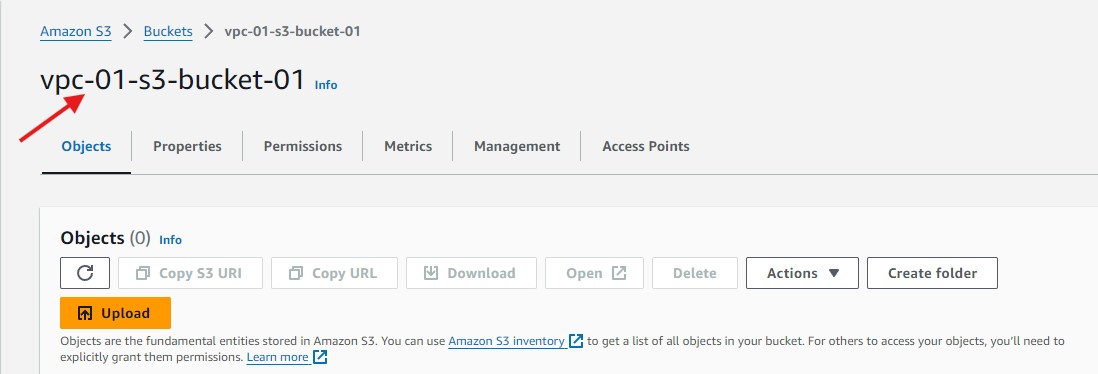 Amazon S3 > Buckets > vpc-01-s3-bucket-01
vpc-01-s3-bucket-01 Info
Objects Properties Permissions Metrics Management Access Points
Objects (0) Info
Copy S3 URI Copy URL Download Open Delete Actions Create folder
Upload
Objects are the fundamental entities stored in Amazon S3. You can use Amazon S3 inventory to get a list of all objects in your bucket. For others to access your objects, you'll need to
explicitly grant them permissions. Learn more